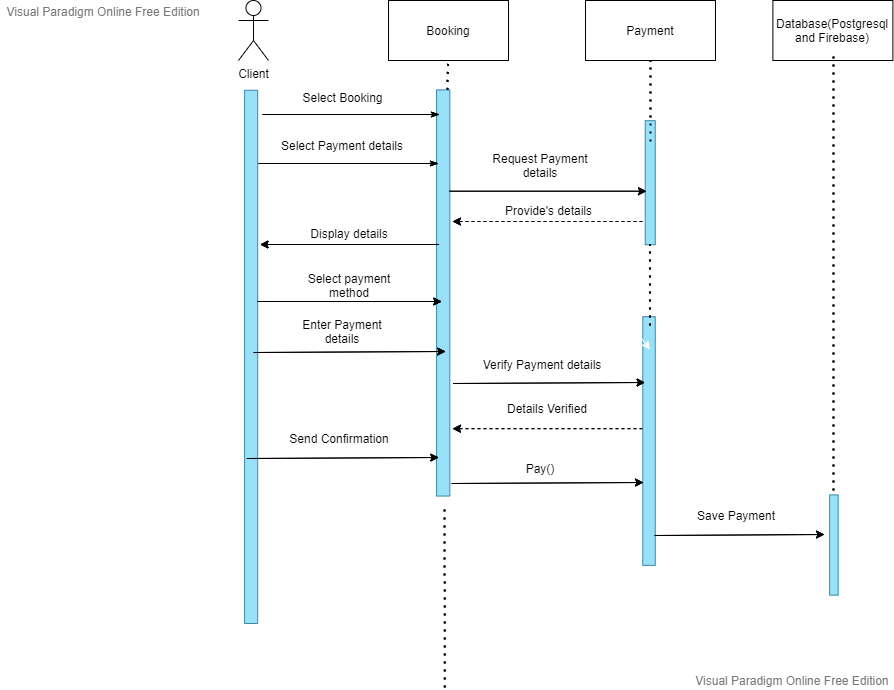 Visual Paradigm Online Free Edition
Booking
Payment
Database(Postgresql
and Firebase)
Client
Select Booking
Select Payment details
Request Payment
details
Provide's details
Display details
Select payment
method
Enter Payment
details
Verify Payment details
Details Verified
Send Confirmation
Pay()
Save Payment
Visual Paradigm Online Free Edition